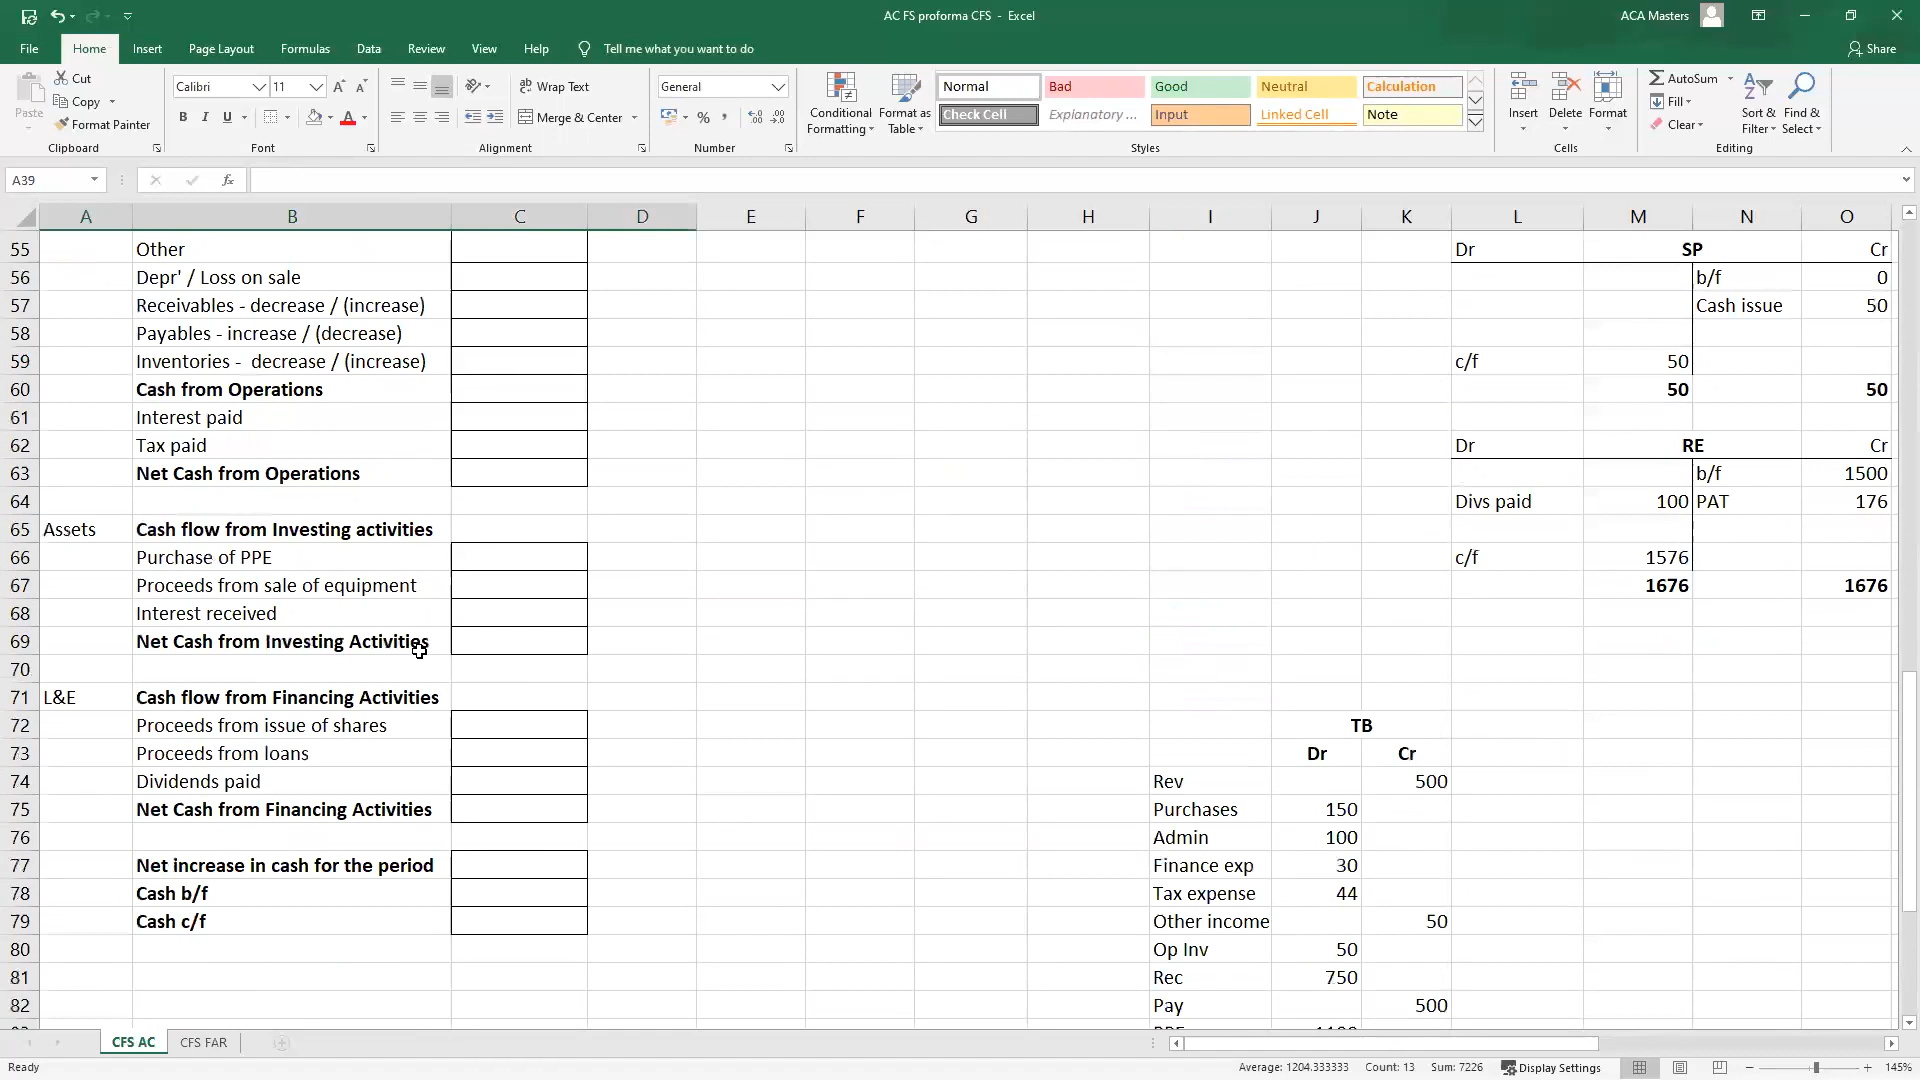 AC FS proforma CFS - Excel
ACA Masters
File Home Insert Page Layout Formulas Data Review View Help Tell me what you want to do Share
Paste
Cut
Copy
Format Painter
Clipboard
Calibri 11
B I U
Font
Wrap Text
Merge & Center
Alignment
General
Number
Conditional Formatting
Format as Table
Normal Bad Good Neutral Calculation
Check Cell Explanatory ... Input Linked Cell Note
Styles
Insert Delete Format
Cells
AutoSum
Fill
Clear
Sort & Filter
Find & Select
Editing
A39 fx
A B C D E F G H I J K L M N O
55 Other Dr SP Cr
56 Depr' / Loss on sale b/f 0
57 Receivables - decrease / (increase) Cash issue 50
58 Payables - increase / (decrease)
59 Inventories - decrease / (increase) c/f 50
60 Cash from Operations 50 50
61 Interest paid
62 Tax paid Dr RE Cr
63 Net Cash from Operations b/f 1500
64 Divs paid 100 PAT 176
65 Assets Cash flow from Investing activities
66 Purchase of PPE c/f 1576
67 Proceeds from sale of equipment 1676 1676
68 Interest received
69 Net Cash from Investing Activities
70
71 L&E Cash flow from Financing Activities
72 Proceeds from issue of shares TB
73 Proceeds from loans Dr Cr
74 Dividends paid Rev 500
75 Net Cash from Financing Activities Purchases 150
76 Admin 100
77 Net increase in cash for the period Finance exp 30
78 Cash b/f Tax expense 44
79 Cash c/f Other income 50
80 Op Inv 50
81 Rec 750
82 Pay 500
CFS AC CFS FAR
Ready Average: 1204.333333 Count: 13 Sum: 7226 Display Settings 145%